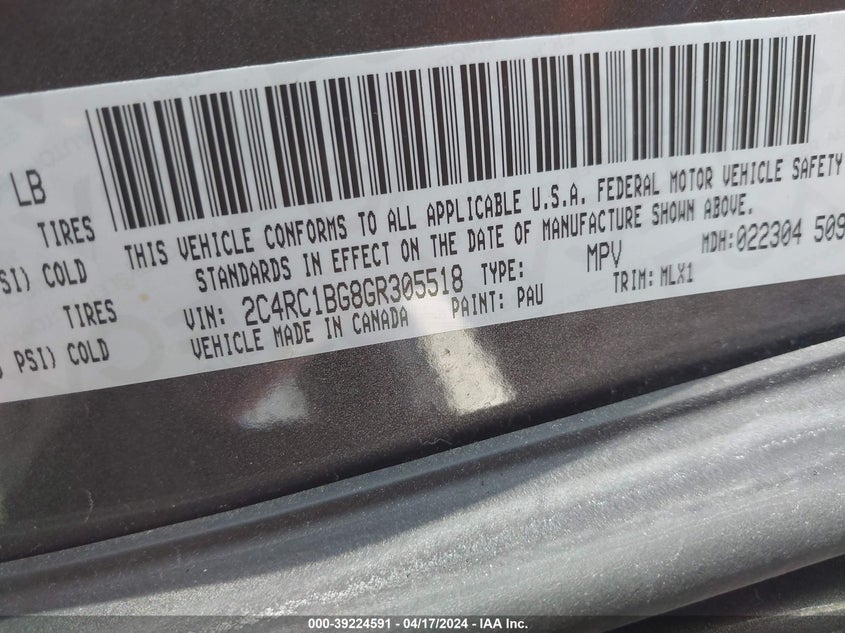 LB
TIRES
SI) COLD
TIRES
PSI) COLD
THIS VEHICLE CONFORMS TO ALL APPLICABLE U.S.A. FEDERAL MOTOR VEHICLE SAFETY
STANDARDS IN EFFECT ON THE DATE OF MANUFACTURE SHOWN ABOVE.
VIN: 2C4RC1BG8GR305518 TYPE: MPV MDH:022304 509
VEHICLE MADE IN CANADA PAINT: PAU TRIM: MLX1
000-39224591 - 04/17/2024 - IAA Inc.